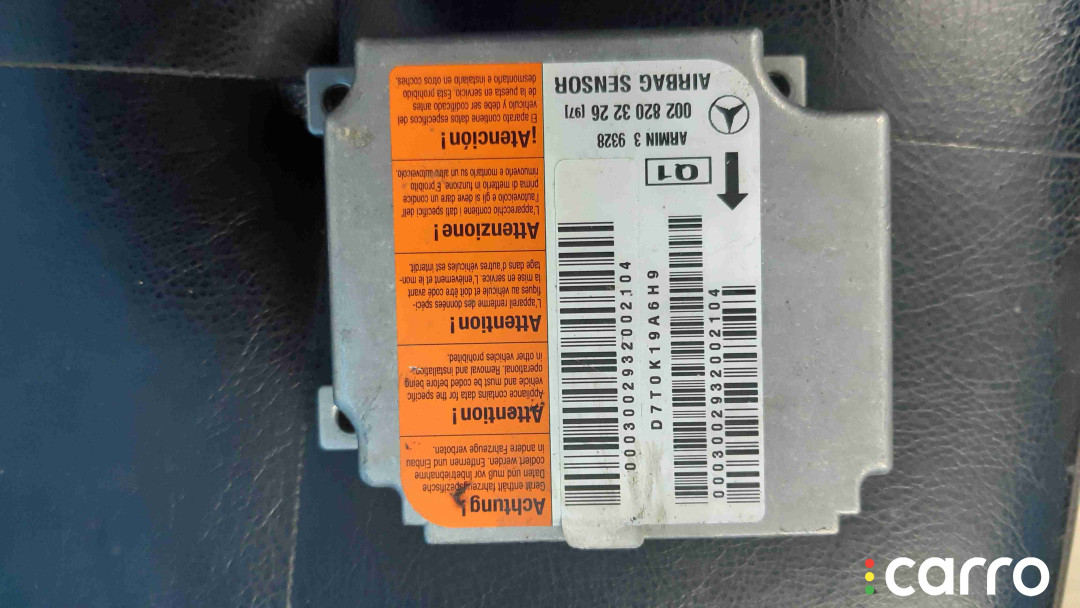 AIRBAG SENSOR
002 820 32 26 [97]
ARMIN 3 9328
Q1
0003002932002104
D7T0K19A6H9
0003002932002104
¡Atención!
El aparato contiene datos específicos del
vehículo y debe ser codificado antes
de la puesta en servicio. Está prohibido
desmontarlo e instalarlo en otros coches.
Attenzione!
L'apparecchio contiene i dati specifici dell'
l'autoveicolo e gli si deve dare un codice
prima di metterlo in funzione. E'proibito
rimuoverlo e montarlo su un altro autoveicolo.
Attention!
L'appareil renferme des données spéci-
fiques au véhicule et doit être codé avant
la mise en service. L'enlèvement et le mon-
tage dans d'autres véhicules est interdit.
Attention!
Appliance contains data for the specific
vehicle and must be coded before being
operational. Removal and installations
in other vehicles prohibited.
Achtung!
Gerät enthält fahrzeugspezifische
Daten und muß vor Inbetriebnahme
codiert werden. Entfernen und Einbau
in andere Fahrzeuge verboten.
carro